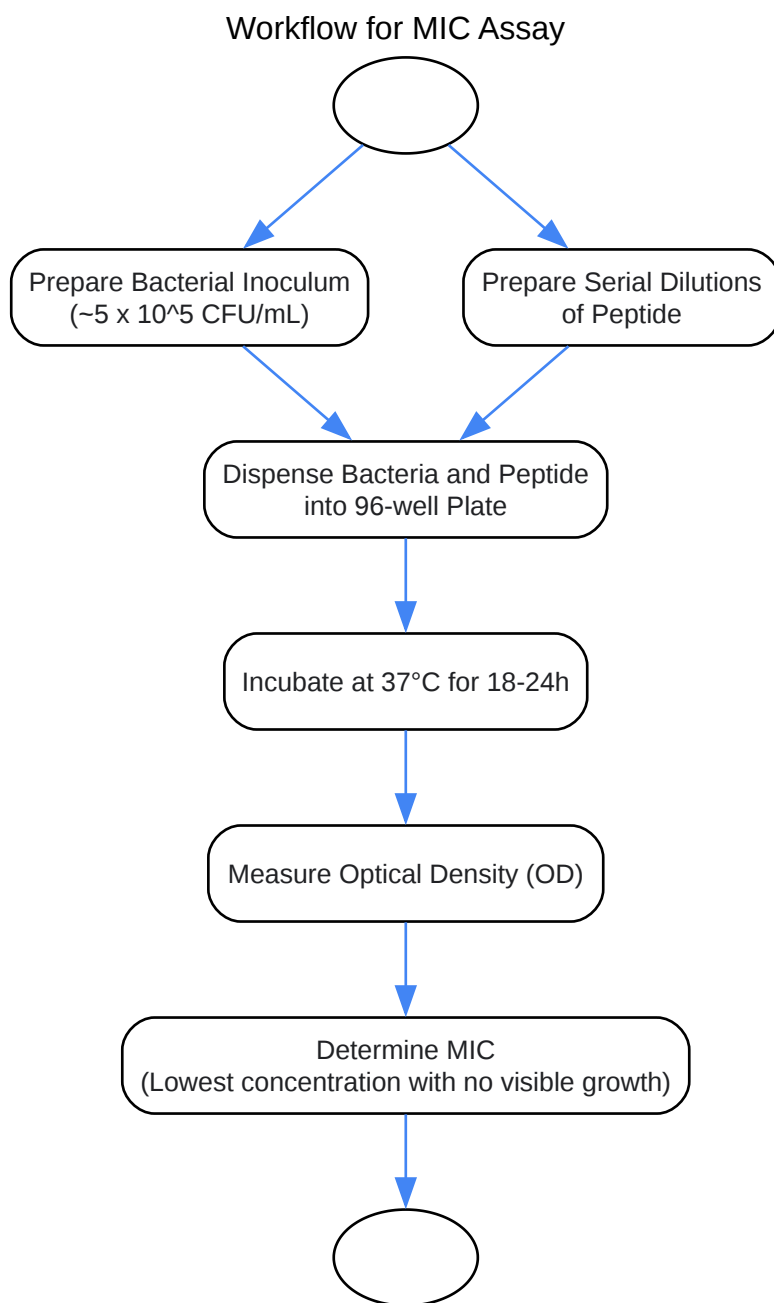 Workflow for MIC Assay
Prepare Bacterial Inoculum
(~5 x 10^5 CFU/mL)
Prepare Serial Dilutions
of Peptide
Dispense Bacteria and Peptide
into 96-well Plate
Incubate at 37°C for 18-24h
Measure Optical Density (OD)
Determine MIC
(Lowest concentration with no visible growth)